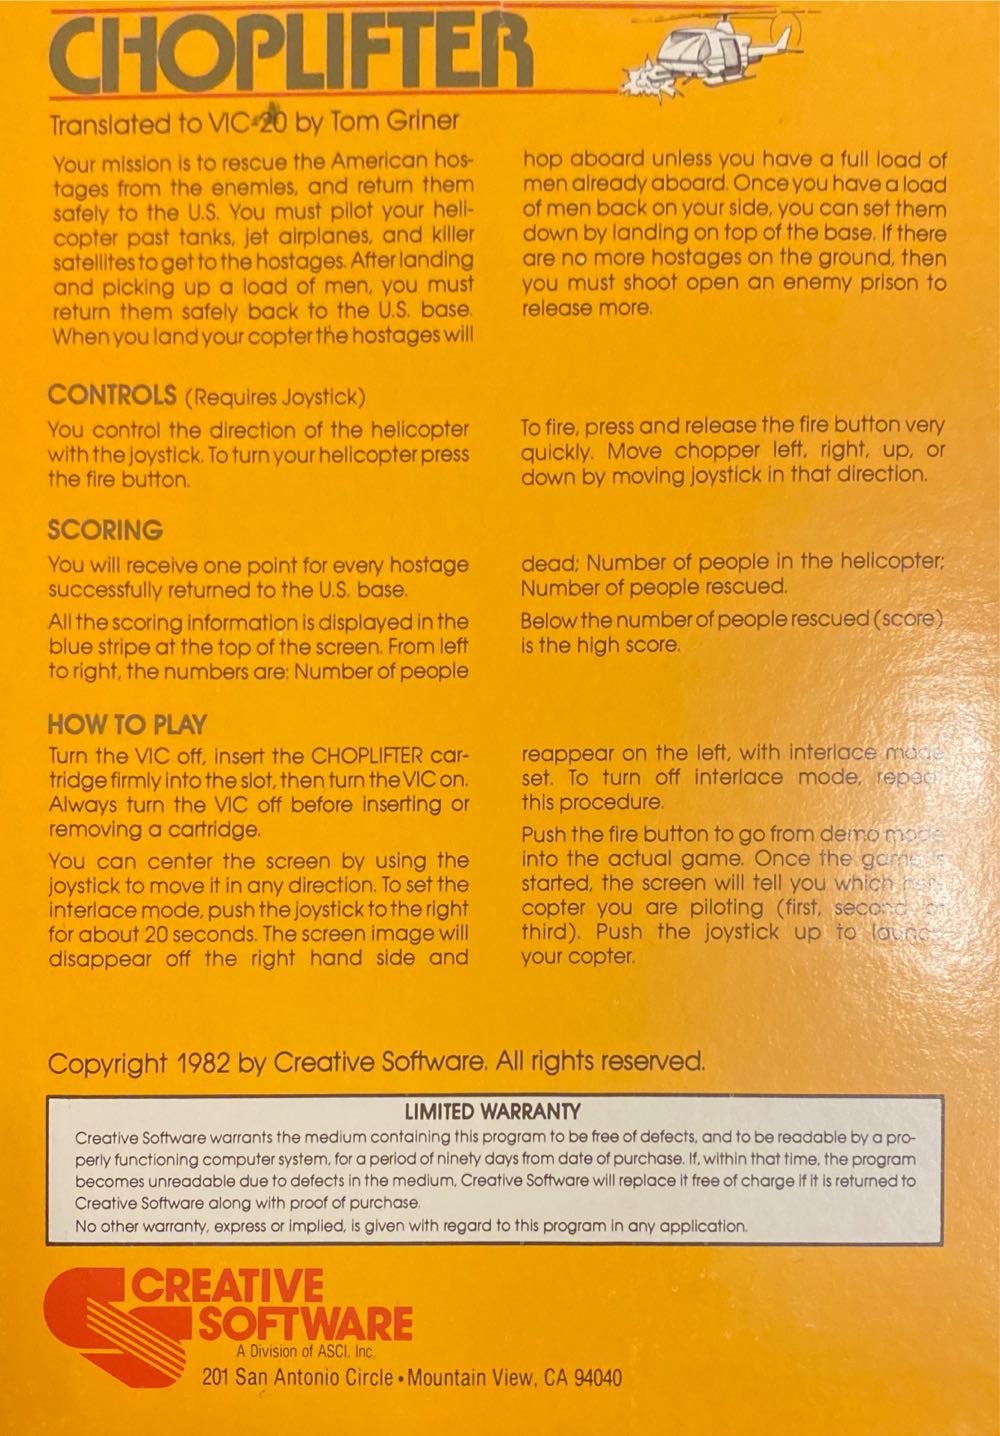 CHOPLIFTER
Translated to VIC-20 by Tom Griner
Your mission is to rescue the American hos-
tages from the enemies, and return them
safely to the U.S. You must pilot your heli-
copter past tanks, jet airplanes, and killer
satellites to get to the hostages. After landing
and picking up a load of men, you must
return them safely back to the U.S. base.
When you land your copter the hostages will
hop aboard unless you have a full load of
men already aboard. Once you have a load
of men back on your side, you can set them
down by landing on top of the base. If there
are no more hostages on the ground, then
you must shoot open an enemy prison to
release more.
CONTROLS (Requires Joystick)
You control the direction of the helicopter
with the joystick. To turn your helicopter press
the fire button.
To fire, press and release the fire button very
quickly. Move chopper left, right, up, or
down by moving joystick in that direction.
SCORING
You will receive one point for every hostage
successfully returned to the U.S. base.
All the scoring information is displayed in the
blue stripe at the top of the screen. From left
to right, the numbers are: Number of people
dead; Number of people in the helicopter;
Number of people rescued.
Below the number of people rescued (score)
is the high score.
HOW TO PLAY
Turn the VIC off, insert the CHOPLIFTER car-
tridge firmly into the slot, then turn the VIC on.
Always turn the VIC off before inserting or
removing a cartridge.
You can center the screen by using the
joystick to move it in any direction. To set the
interlace mode, push the joystick to the right
for about 20 seconds. The screen image will
disappear off the right hand side and
reappear on the left, with interlace mode
set. To turn off interlace mode, repeat
this procedure.
Push the fire button to go from demo mode
into the actual game. Once the game is
started, the screen will tell you which
copter you are piloting (first, second or
third). Push the joystick up to launch
your copter.
Copyright 1982 by Creative Software. All rights reserved.
LIMITED WARRANTY
Creative Software warrants the medium containing this program to be free of defects, and to be readable by a pro-
perly functioning computer system, for a period of ninety days from date of purchase. If, within that time, the program
becomes unreadable due to defects in the medium, Creative Software will replace it free of charge if it is returned to
Creative Software along with proof of purchase.
No other warranty, express or implied, is given with regard to this program in any application.
CREATIVE
SOFTWARE
A Division of ASCI, Inc.
201 San Antonio Circle • Mountain View, CA 94040